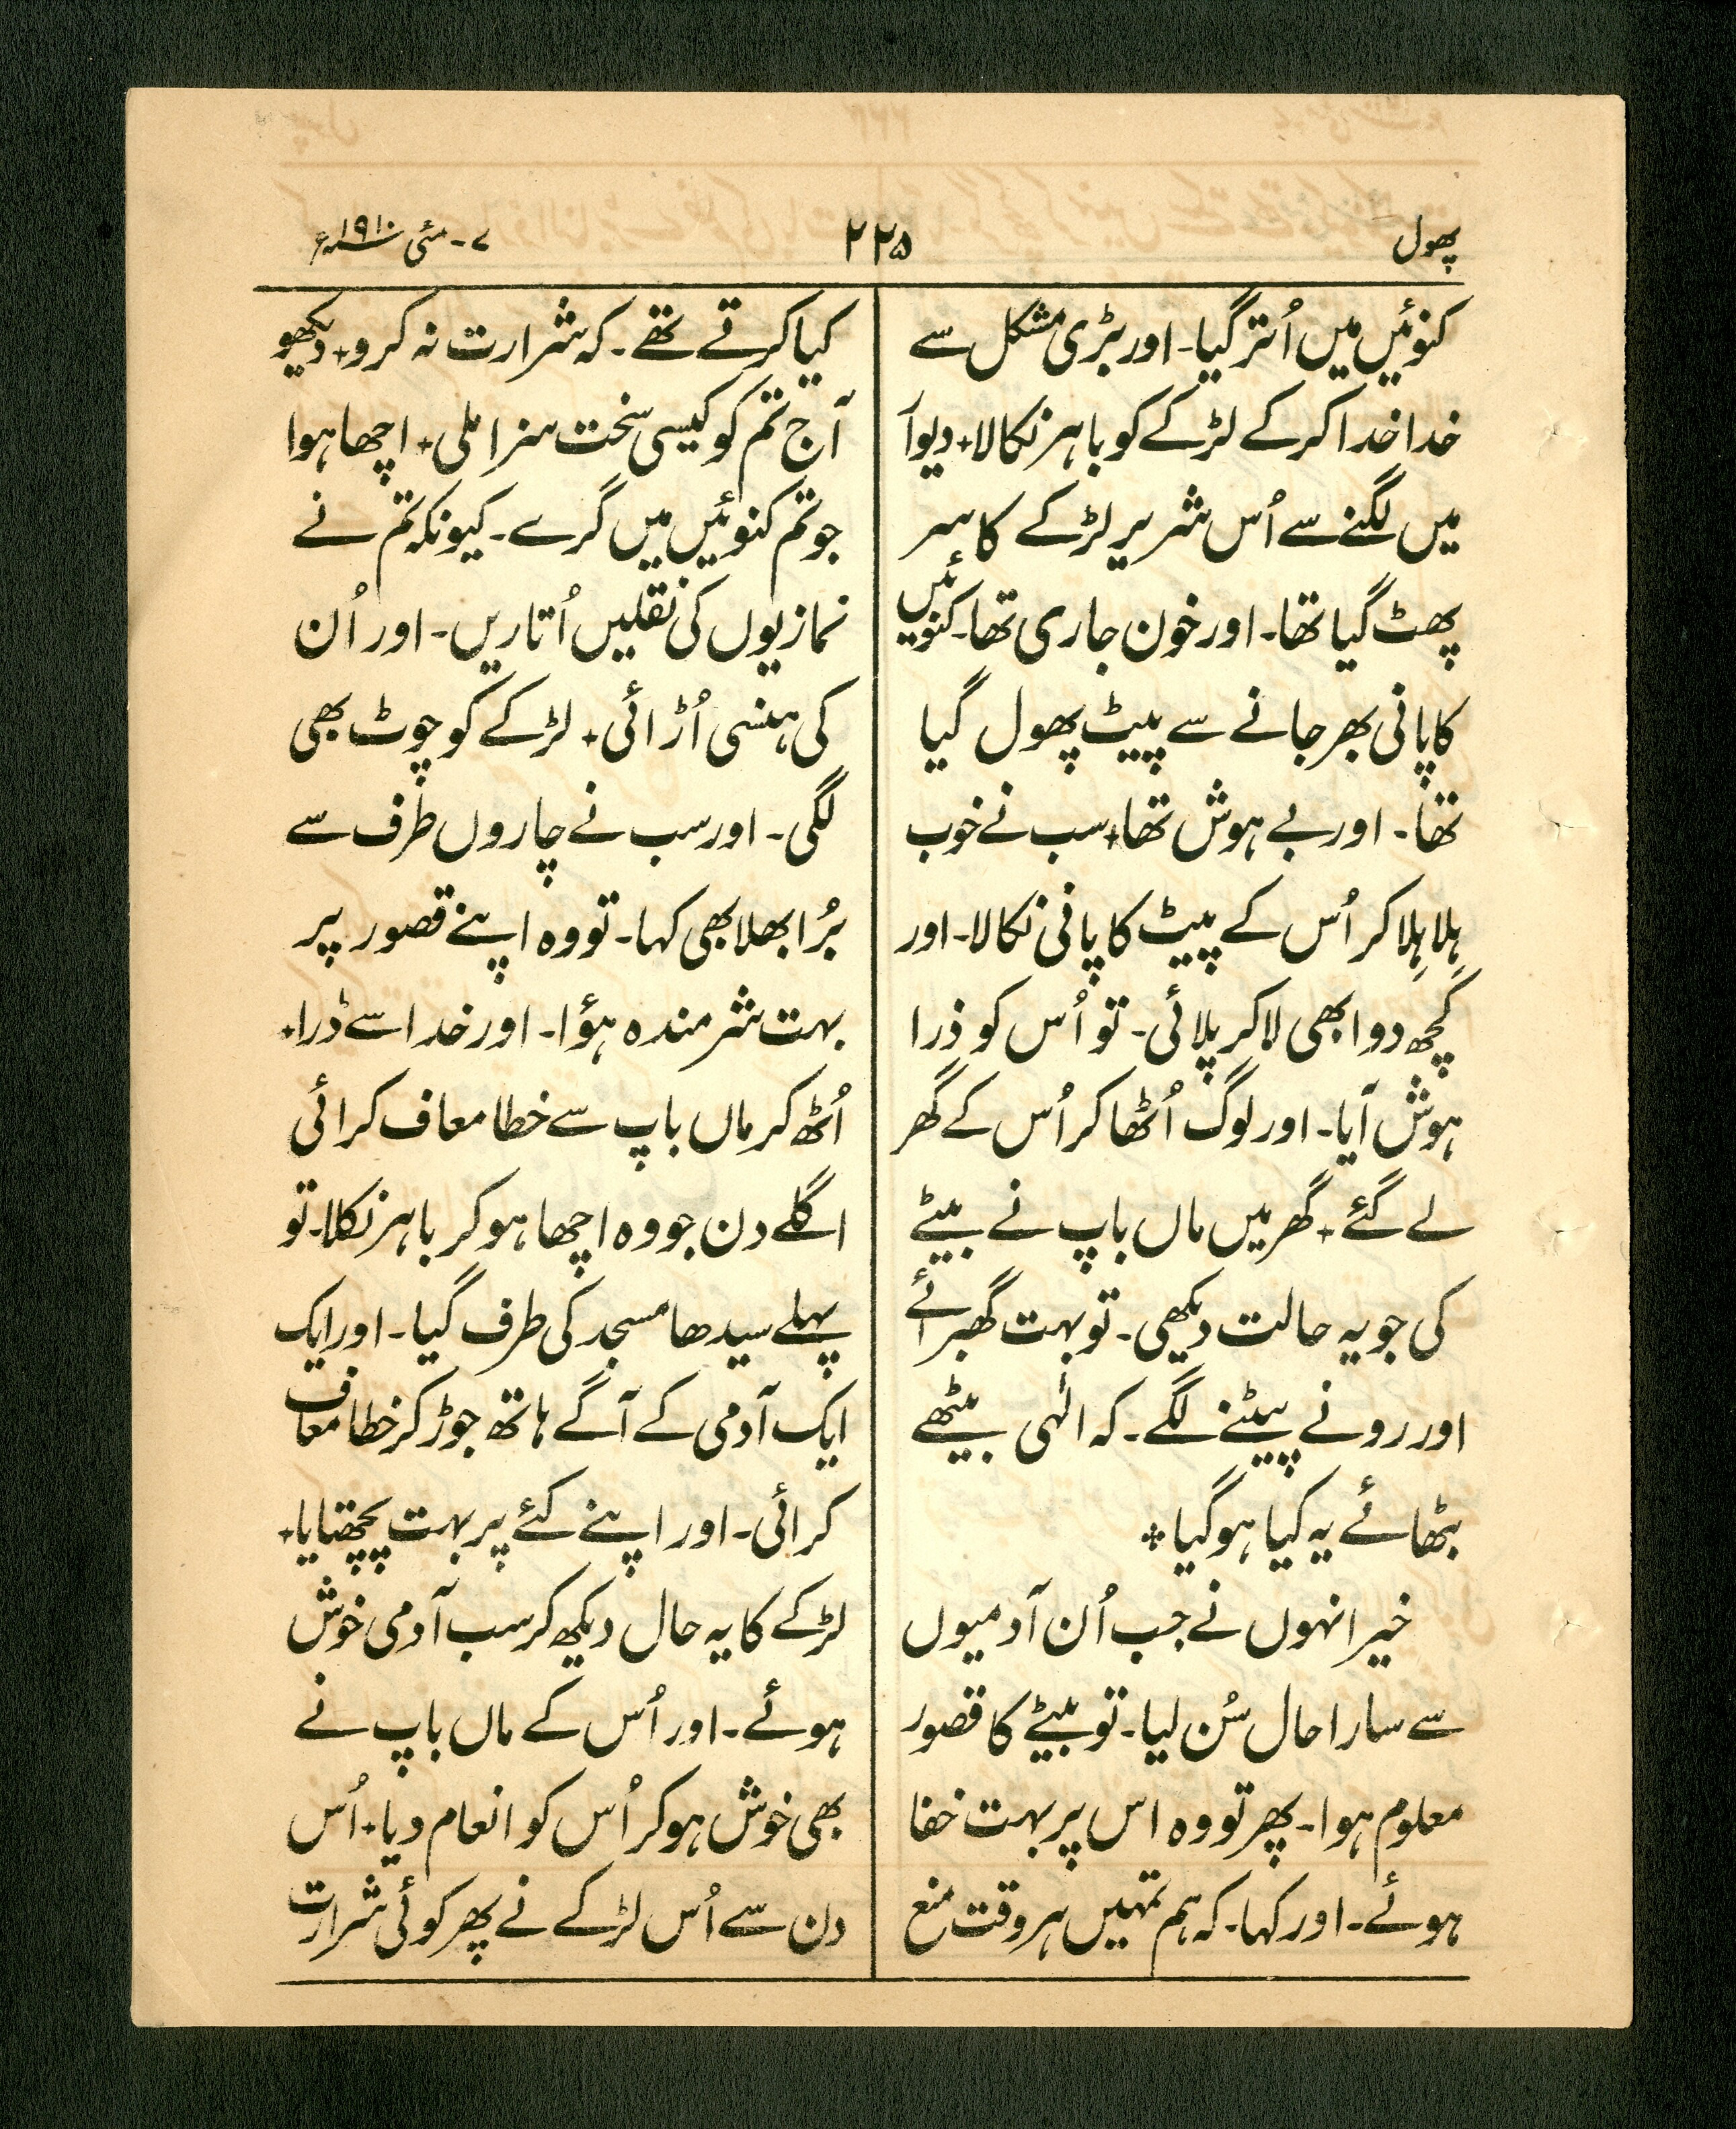 پھول
۲۲۵
۷۔ مئی ۱۹۱۰ء
کنوئیں میں اُتر گیا۔ اور بڑی مشکل سے
خدا خدا کرکے لڑکے کو باہر نکالا۔ دیوار
میں لگنے سے اُس شریر لڑکے کا سر
پھٹ گیا تھا۔ اور خون جاری تھا۔ کنوئیں
کا پانی بھر جانے سے پیٹ پھول گیا
تھا۔ اور بے ہوش تھا۔ سب نے خوب
ہِلا ہِلا کر اُس کے پیٹ کا پانی نکالا۔ اور
کُچھ دوا بھی لا کر پلائی۔ تو اُس کو ذرا
ہوش آیا۔ اور لوگ اُٹھا کر اُس کے گھر
لے گئے۔ گھر میں ماں باپ نے بیٹے
کی جو یہ حالت دیکھی۔ تو بہت گھبرائے
اور رونے پیٹنے لگے۔ کہ الٰہی بیٹھے
بٹھائے یہ کیا ہوگیا ۔
خیر انہوں نے جب اُن آدمیوں
سے سارا حال سُن لیا۔ تو بیٹے کا قصور
معلوم ہوا۔ پھر تو وہ اس پر بہت خفا
ہوئے۔ اور کہا۔ کہ ہم تمہیں ہر وقت منع
کیا کرتے تھے۔ کہ شرارت نہ کرو۔ دیکھو
آج تم کو کیسی سخت سزا ملی۔ اچھا ہوا
جو تم کنوئیں میں گرے۔ کیونکہ تم نے
نمازیوں کی نقلیں اُتاریں۔ اور اُن
کی ہنسی اُڑائی۔ لڑکے کو چوٹ بھی
لگی۔ اور سب نے چاروں طرف سے
بُرا بھلا بھی کہا۔ تو وہ اپنے قصور پر
بہت شرمندہ ہؤا۔ اور خدا سے ڈرا۔
اُٹھ کر ماں باپ سے خطا معاف کرائی
اگلے دن جو وہ اچھا ہو کر باہر نکلا۔ تو
پہلے سیدھا مسجد کی طرف گیا۔ اور ایک
ایک آدمی کے آگے ہاتھ جوڑ کر خطا معاف
کرائی۔ اور اپنے کئے پر بہت پچھتایا۔
لڑکے کا یہ حال دیکھ کر سب آدمی خوش
ہوئے۔ اور اُس کے ماں باپ نے
بھی خوش ہو کر اُس کو انعام دیا۔ اُس
دن سے اُس لڑکے نے پھر کوئی شرارت